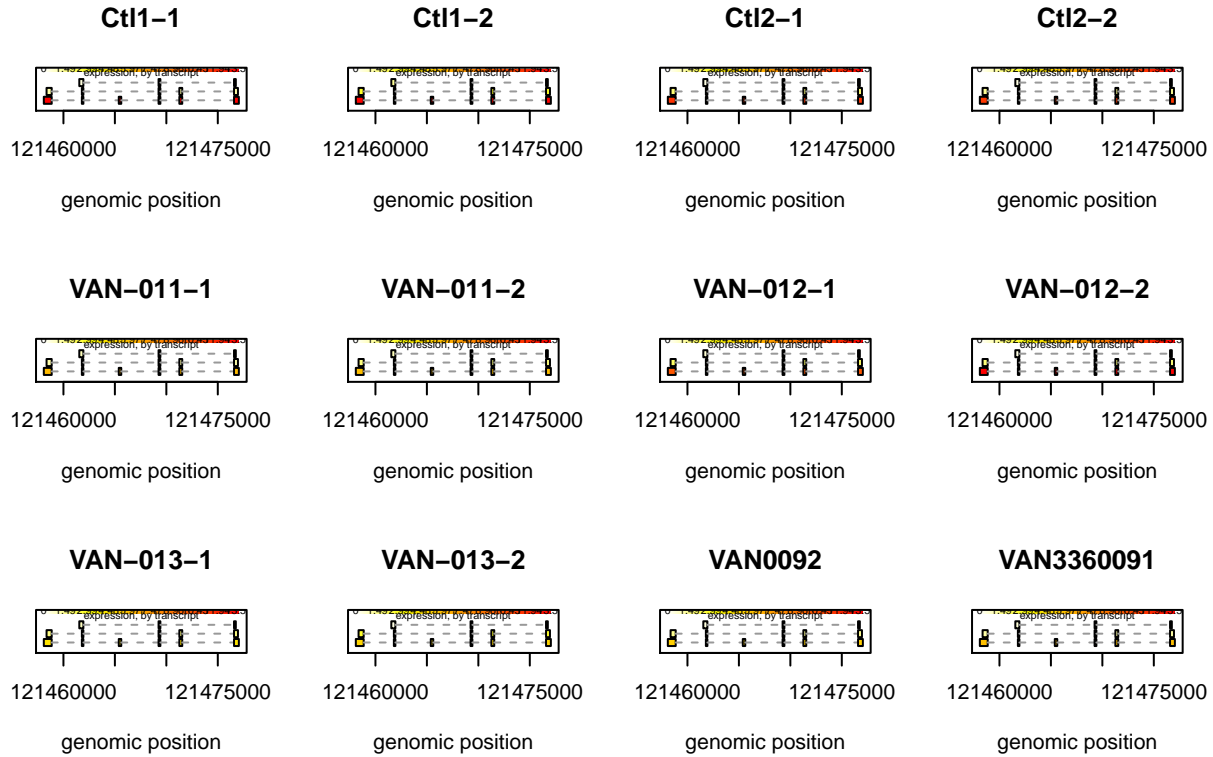 Ctl1−1 Ctl1−2 Ctl2−1 Ctl2−2
expression, by transcript expression, by transcript expression, by transcript expression, by transcript
121460000 121475000 121460000 121475000 121460000 121475000 121460000 121475000
genomic position genomic position genomic position genomic position
VAN−011−1 VAN−011−2 VAN−012−1 VAN−012−2
expression, by transcript expression, by transcript expression, by transcript expression, by transcript
121460000 121475000 121460000 121475000 121460000 121475000 121460000 121475000
genomic position genomic position genomic position genomic position
VAN−013−1 VAN−013−2 VAN0092 VAN3360091
expression, by transcript expression, by transcript expression, by transcript expression, by transcript
121460000 121475000 121460000 121475000 121460000 121475000 121460000 121475000
genomic position genomic position genomic position genomic position